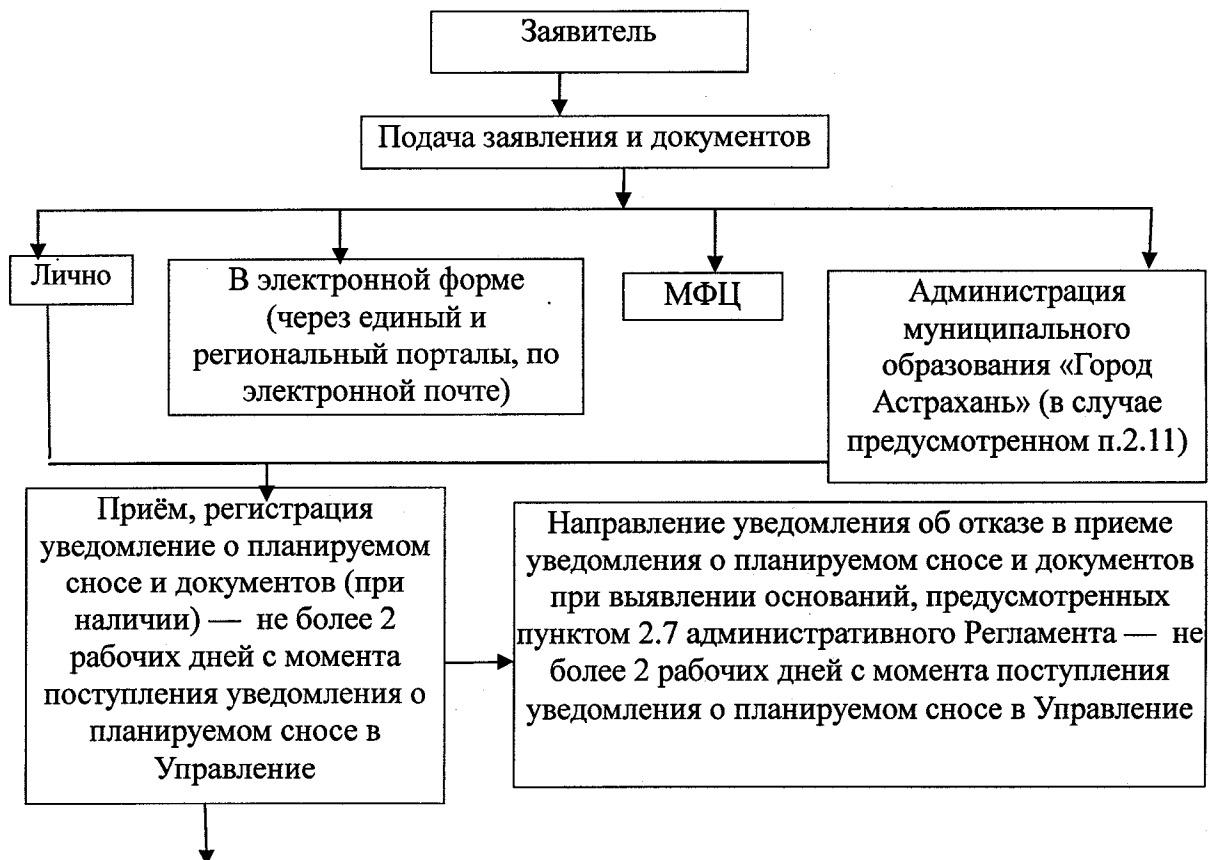 Заявитель
Подача заявления и документов
Лично
В электронной форме
(через единый и
региональный порталы, по
электронной почте)
МФЦ
Администрация
муниципального
образования «Город
Астрахань» (в случае
предусмотренном п.2.11)
Приём, регистрация
уведомление о планируемом
сносе и документов (при
наличии) — не более 2
рабочих дней с момента
поступления уведомления о
планируемом сносе в
Управление
Направление уведомления об отказе в приеме
уведомления о планируемом сносе и документов
при выявлении оснований, предусмотренных
пунктом 2.7 административного Регламента — не
более 2 рабочих дней с момента поступления
уведомления о планируемом сносе в Управление